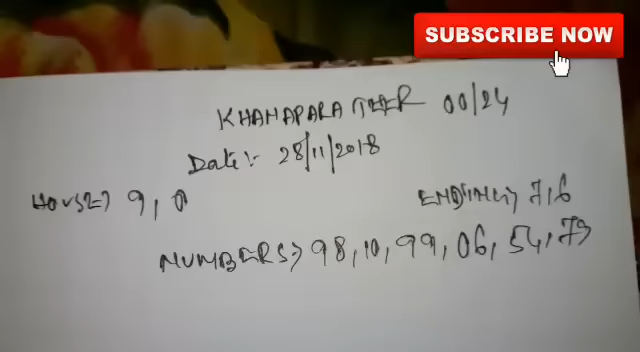 SUBSCRIBE NOW
KHANAPARA TEER 00/24
Date:- 28/11/2018
HOUSE=> 9, 0
ENDING=> 7,6
NUMBERS=> 98, 10, 99, 06, 54, 79